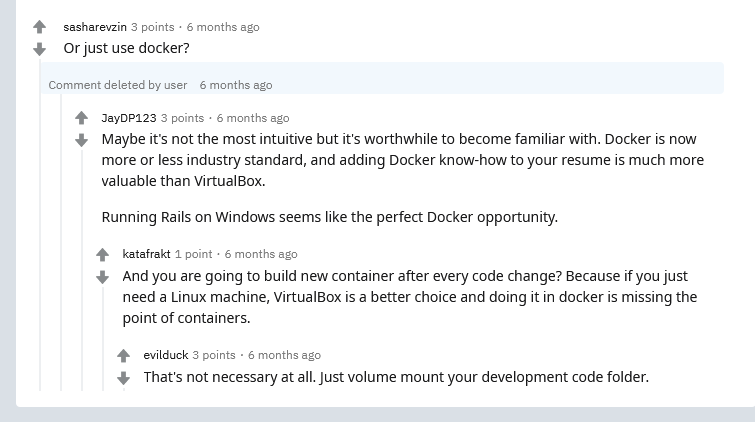 sasharevzin 3 points · 6 months ago
Or just use docker?
Comment deleted by user 6 months ago
JayDP123 3 points · 6 months ago
Maybe it's not the most intuitive but it's worthwhile to become familiar with. Docker is now
more or less industry standard, and adding Docker know-how to your resume is much more
valuable than VirtualBox.
Running Rails on Windows seems like the perfect Docker opportunity.
katafrakt 1 point · 6 months ago
And you are going to build new container after every code change? Because if you just
need a Linux machine, VirtualBox is a better choice and doing it in docker is missing the
point of containers.
evilduck 3 points · 6 months ago
That's not necessary at all. Just volume mount your development code folder.